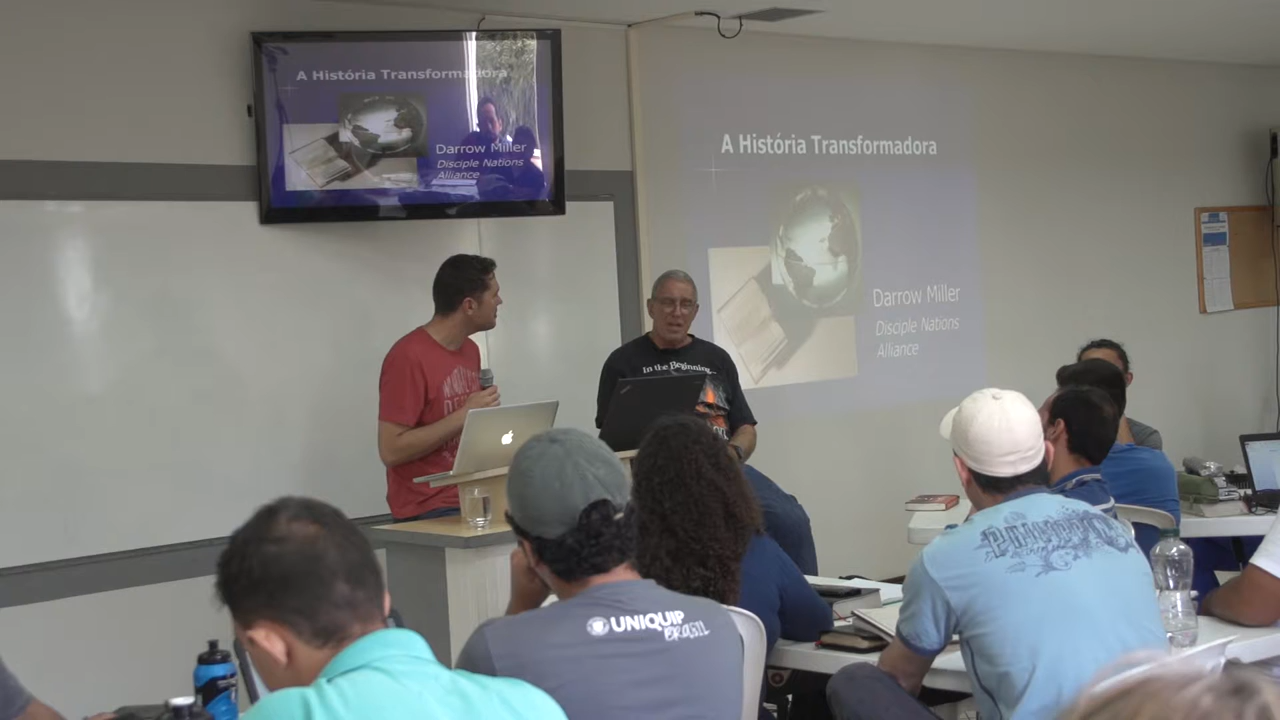 A História Transformadora
Darrow Miller
Disciple Nations
Alliance
A História Transformadora
Darrow Miller
Disciple Nations
Alliance
In the Beginning...
UNIQUIP
BRASIL